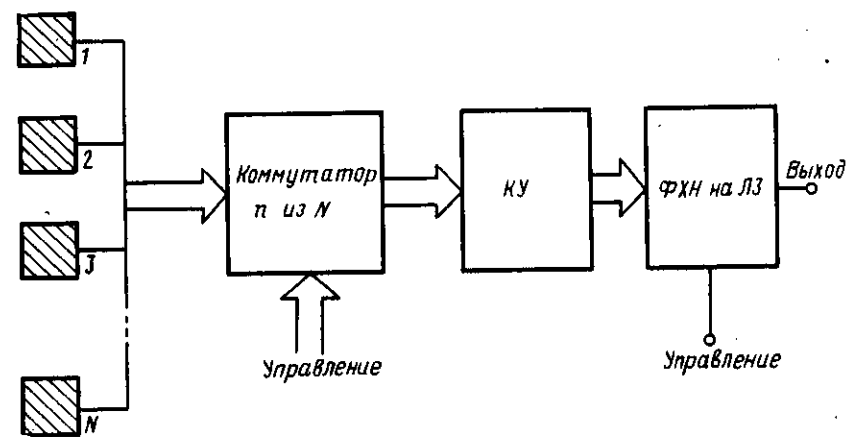 1
2
3
N
Коммутатор
п из N
КУ
ФХН на ЛЗ
Выход
Управление
Управление